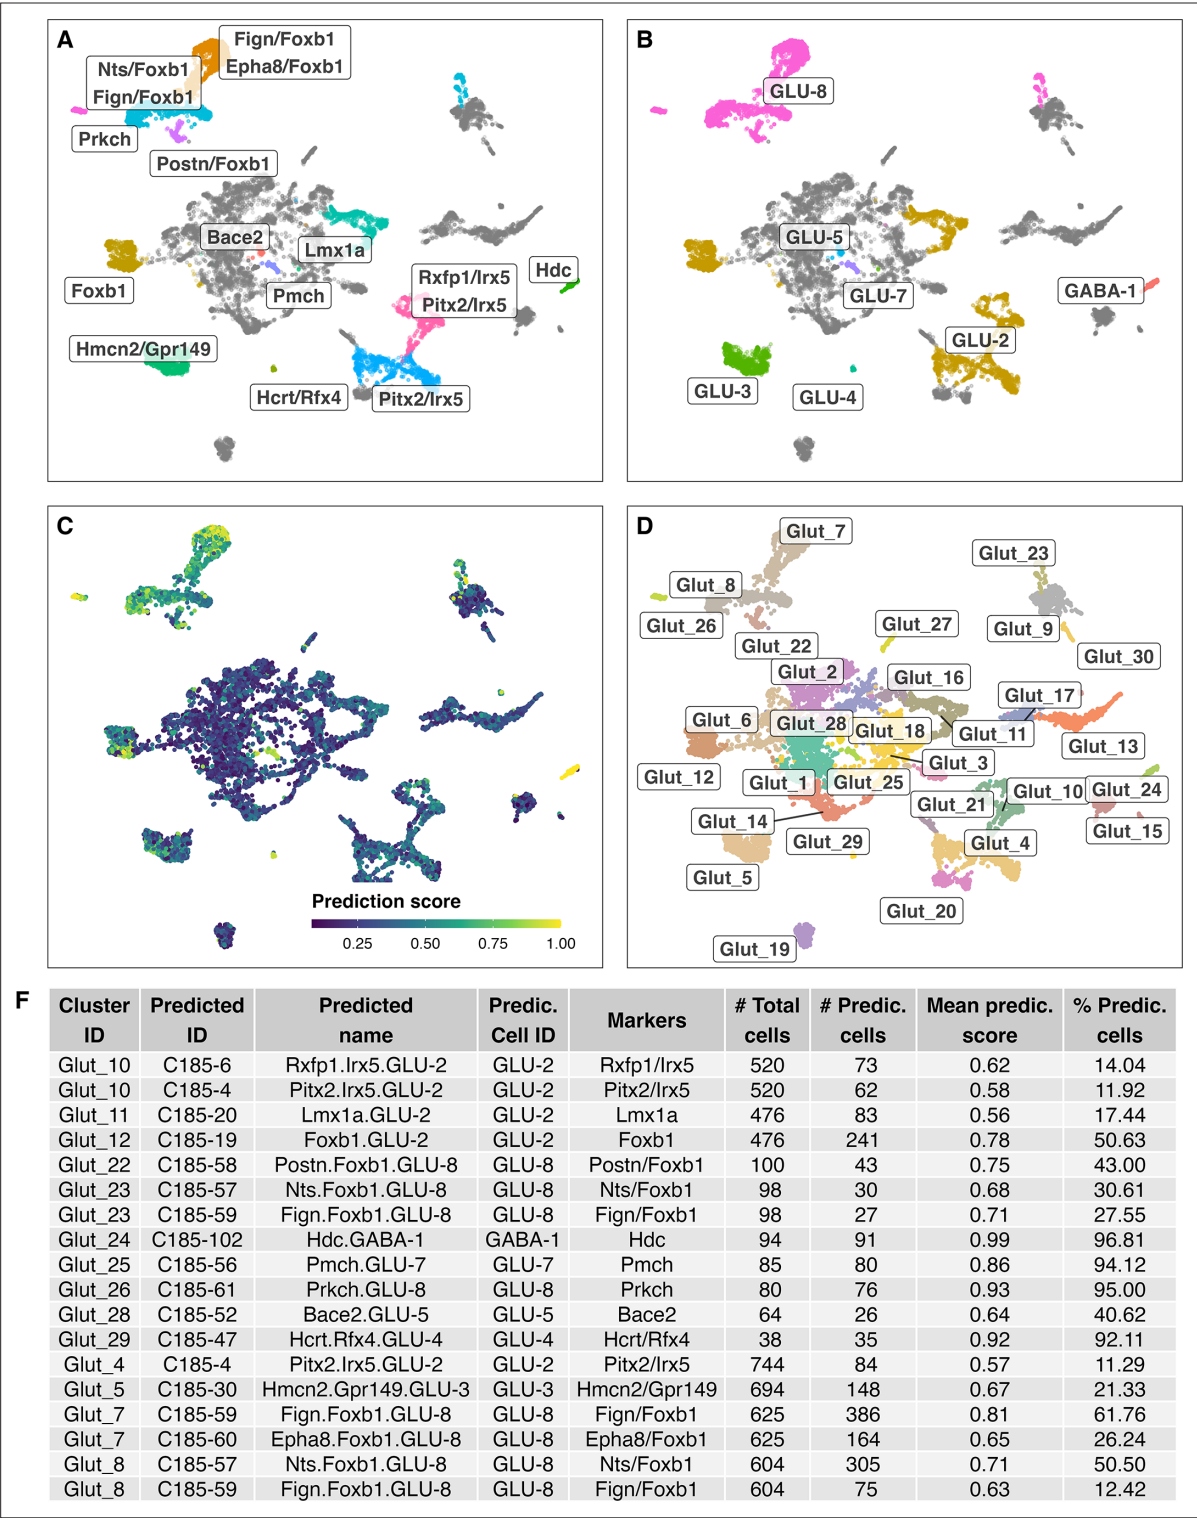 A
Fign/Foxb1
Epha8/Foxb1
Nts/Foxb1
Fign/Foxb1
Prkch
Postn/Foxb1
Bace2
Lmx1a
Foxb1
Pmch
Rxfp1/Irx5
Pitx2/Irx5
Hdc
Hmcn2/Gpr149
Hcrt/Rfx4
Pitx2/Irx5
B
GLU-8
GLU-5
GLU-7
GABA-1
GLU-2
GLU-3
GLU-4
C
Prediction score
0.25 0.50 0.75 1.00
D
Glut_7
Glut_23
Glut_8
Glut_26
Glut_27
Glut_9
Glut_22
Glut_30
Glut_2
Glut_16
Glut_17
Glut_6
Glut_28
Glut_18
Glut_11
Glut_13
Glut_3
Glut_12
Glut_1
Glut_25
Glut_10
Glut_24
Glut_21
Glut_14
Glut_15
Glut_29
Glut_4
Glut_5
Glut_20
Glut_19
F
Cluster ID Predicted ID Predicted name Predic. Cell ID Markers # Total cells # Predic. cells Mean predic. score % Predic. cells
Glut_10 C185-6 Rxfp1.Irx5.GLU-2 GLU-2 Rxfp1/Irx5 520 73 0.62 14.04
Glut_10 C185-4 Pitx2.Irx5.GLU-2 GLU-2 Pitx2/Irx5 520 62 0.58 11.92
Glut_11 C185-20 Lmx1a.GLU-2 GLU-2 Lmx1a 476 83 0.56 17.44
Glut_12 C185-19 Foxb1.GLU-2 GLU-2 Foxb1 476 241 0.78 50.63
Glut_22 C185-58 Postn.Foxb1.GLU-8 GLU-8 Postn/Foxb1 100 43 0.75 43.00
Glut_23 C185-57 Nts.Foxb1.GLU-8 GLU-8 Nts/Foxb1 98 30 0.68 30.61
Glut_23 C185-59 Fign.Foxb1.GLU-8 GLU-8 Fign/Foxb1 98 27 0.71 27.55
Glut_24 C185-102 Hdc.GABA-1 GABA-1 Hdc 94 91 0.99 96.81
Glut_25 C185-56 Pmch.GLU-7 GLU-7 Pmch 85 80 0.86 94.12
Glut_26 C185-61 Prkch.GLU-8 GLU-8 Prkch 80 76 0.93 95.00
Glut_28 C185-52 Bace2.GLU-5 GLU-5 Bace2 64 26 0.64 40.62
Glut_29 C185-47 Hcrt.Rfx4.GLU-4 GLU-4 Hcrt/Rfx4 38 35 0.92 92.11
Glut_4 C185-4 Pitx2.Irx5.GLU-2 GLU-2 Pitx2/Irx5 744 84 0.57 11.29
Glut_5 C185-30 Hmcn2.Gpr149.GLU-3 GLU-3 Hmcn2/Gpr149 694 148 0.67 21.33
Glut_7 C185-59 Fign.Foxb1.GLU-8 GLU-8 Fign/Foxb1 625 386 0.81 61.76
Glut_7 C185-60 Epha8.Foxb1.GLU-8 GLU-8 Epha8/Foxb1 625 164 0.65 26.24
Glut_8 C185-57 Nts.Foxb1.GLU-8 GLU-8 Nts/Foxb1 604 305 0.71 50.50
Glut_8 C185-59 Fign.Foxb1.GLU-8 GLU-8 Fign/Foxb1 604 75 0.63 12.42